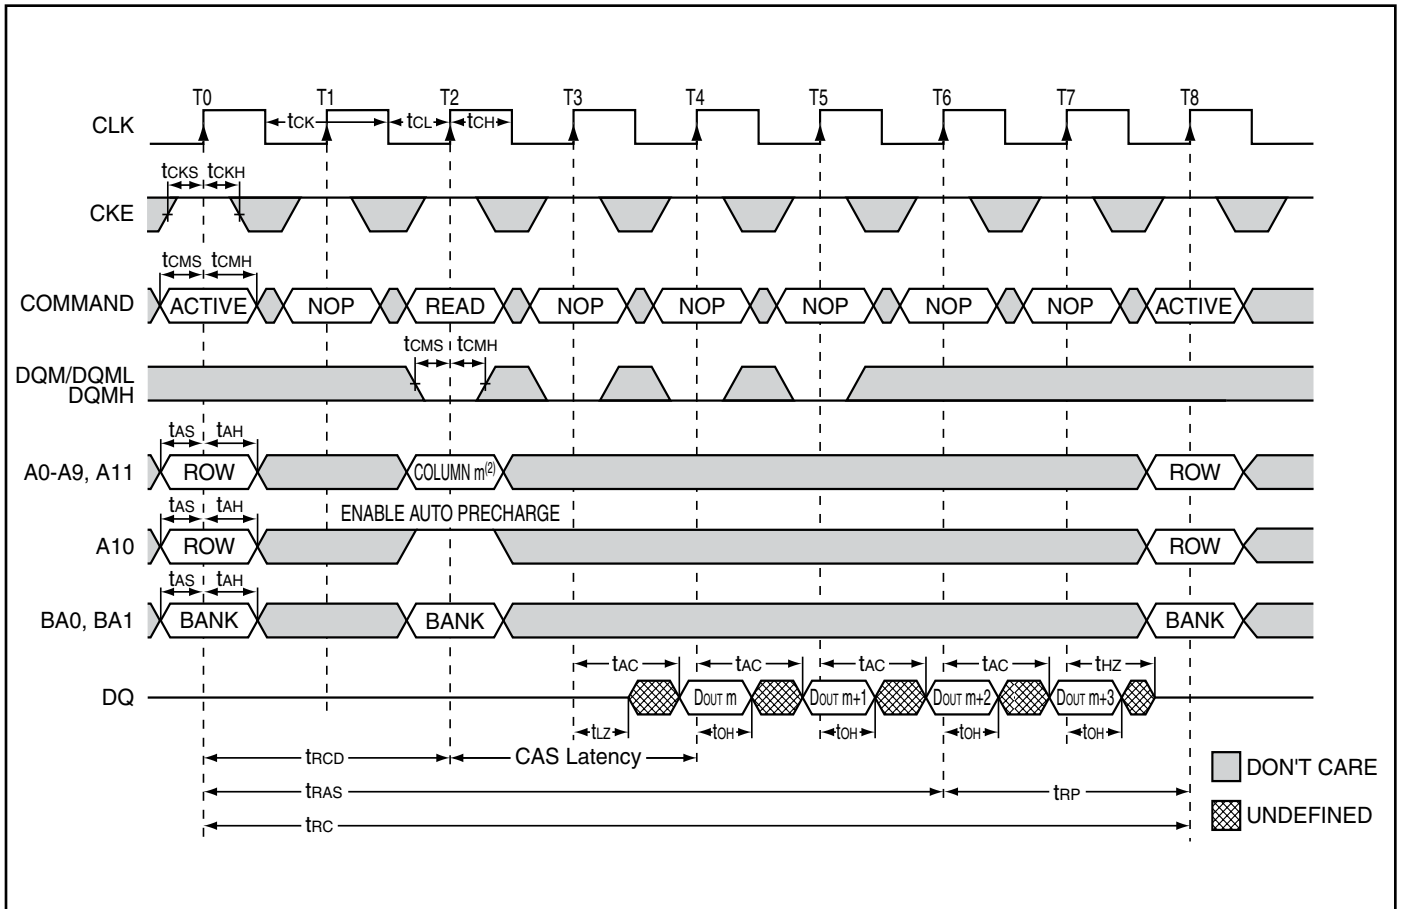 T0 T1 T2 T3 T4 T5 T6 T7 T8
CLK tCK tCL tCH
tCKS tCKH
CKE
tCMS tCMH
COMMAND ACTIVE NOP READ NOP NOP NOP NOP NOP ACTIVE
tCMS tCMH
DQM/DQML
DQMH
tAS tAH
A0-A9, A11 ROW COLUMN m(2) ROW
tAS tAH ENABLE AUTO PRECHARGE
A10 ROW ROW
tAS tAH
BA0, BA1 BANK BANK BANK
tAC tAC tAC tAC tHZ
DQ DOUT m DOUT m+1 DOUT m+2 DOUT m+3
tLZ tOH tOH tOH tOH
tRCD CAS Latency
DON'T CARE
tRAS tRP
UNDEFINED
tRC